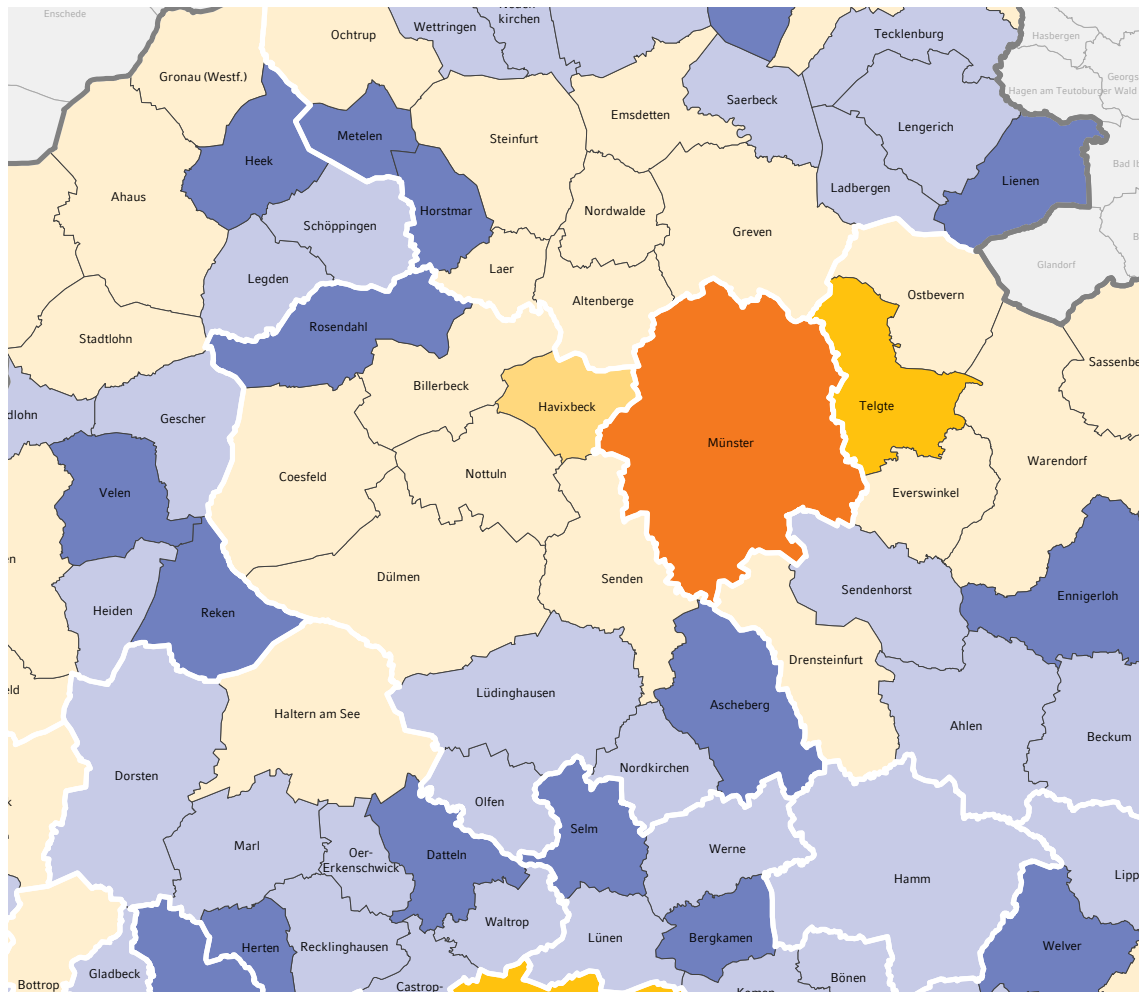 Enschede
Wettringen
kirchen
Ochtrup
Tecklenburg
Hasbergen
Gronau (Westf.)
Georgs
Hagen am Teutoburger Wald
Saerbeck
Emsdetten
Lengerich
Metelen
Steinfurt
Heek
Bad Ib
Lienen
Ladbergen
Ahaus
Horstmar
Nordwalde
Schöppingen
Greven
Glandorf
Laer
Legden
Ostbevern
Altenberge
Rosendahl
Stadtlohn
Sassenbe
Billerbeck
Havixbeck
Telgte
dlohn
Gescher
Münster
Warendorf
Nottuln
Coesfeld
Velen
Everswinkel
en
Dülmen
Senden
Sendenhorst
Ennigerloh
Heiden
Reken
Drensteinfurt
eld
Lüdinghausen
Ascheberg
Haltern am See
Ahlen
Beckum
Dorsten
Nordkirchen
Olfen
k
Selm
Marl
Oer-
Erkenschwick
Datteln
Werne
Hamm
Lipp
Waltrop
Lünen
Bergkamen
Herten
Recklinghausen
Welver
Gladbeck
Bönen
Bottrop
Castrop-
Kamen